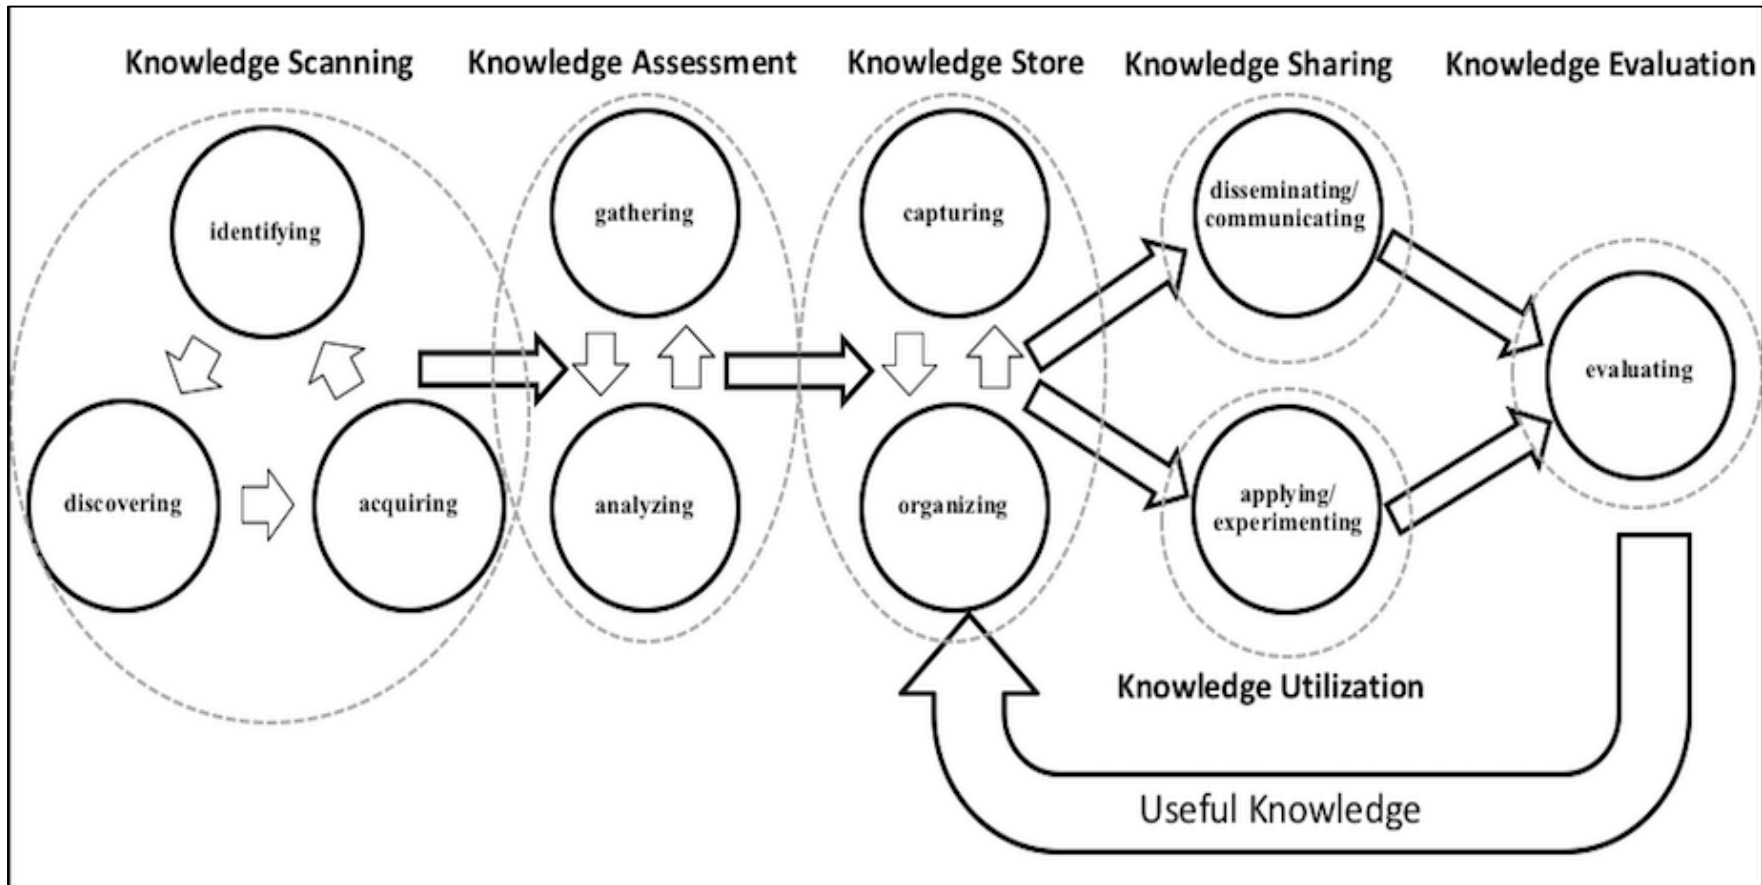 Knowledge Scanning
Knowledge Assessment
Knowledge Store
Knowledge Sharing
Knowledge Evaluation
identifying
discovering
acquiring
gathering
analyzing
capturing
organizing
disseminating/
communicating
applying/
experimenting
evaluating
Knowledge Utilization
Useful Knowledge